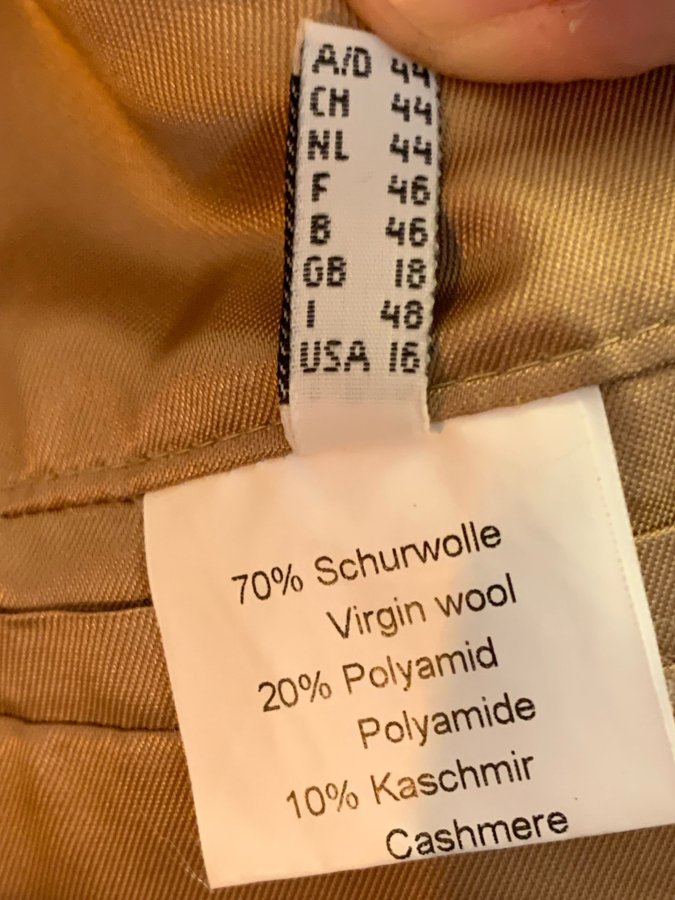 A/D 44
CH 44
NL 44
F 46
B 46
GB 18
I 48
USA 16
70% Schurwolle
Virgin wool
20% Polyamid
Polyamide
10% Kaschmir
Cashmere